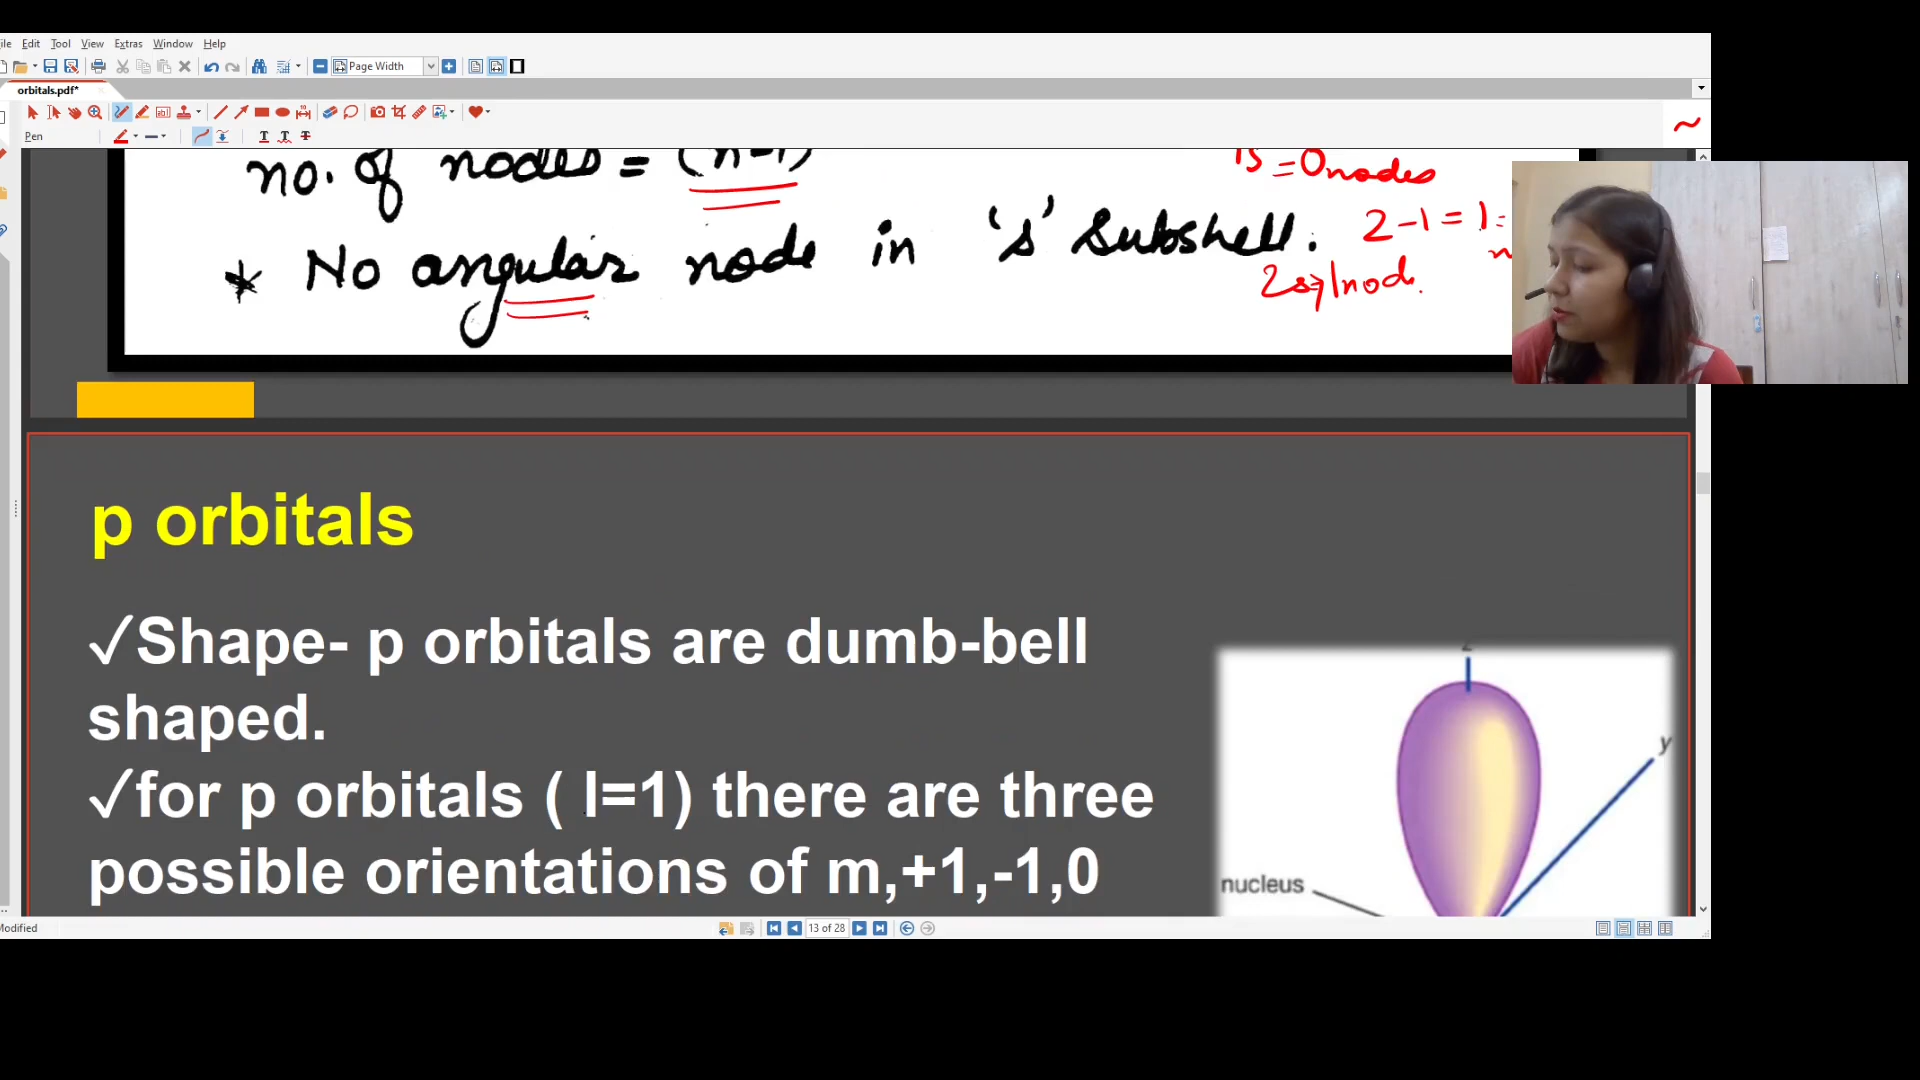 ile Edit Tool View Extras Window Help
Page Width
orbitals.pdf*
Pen
no. of nodes = (n-1)
1s = 0 nodes
2-1 = 1 =
* No angular node in 's' Subshell.
2s → 1 nod.
p orbitals
✓Shape- p orbitals are dumb-bell
shaped.
✓for p orbitals ( l=1) there are three
possible orientations of m,+1,-1,0
z
y
nucleus
Modified
13 of 28